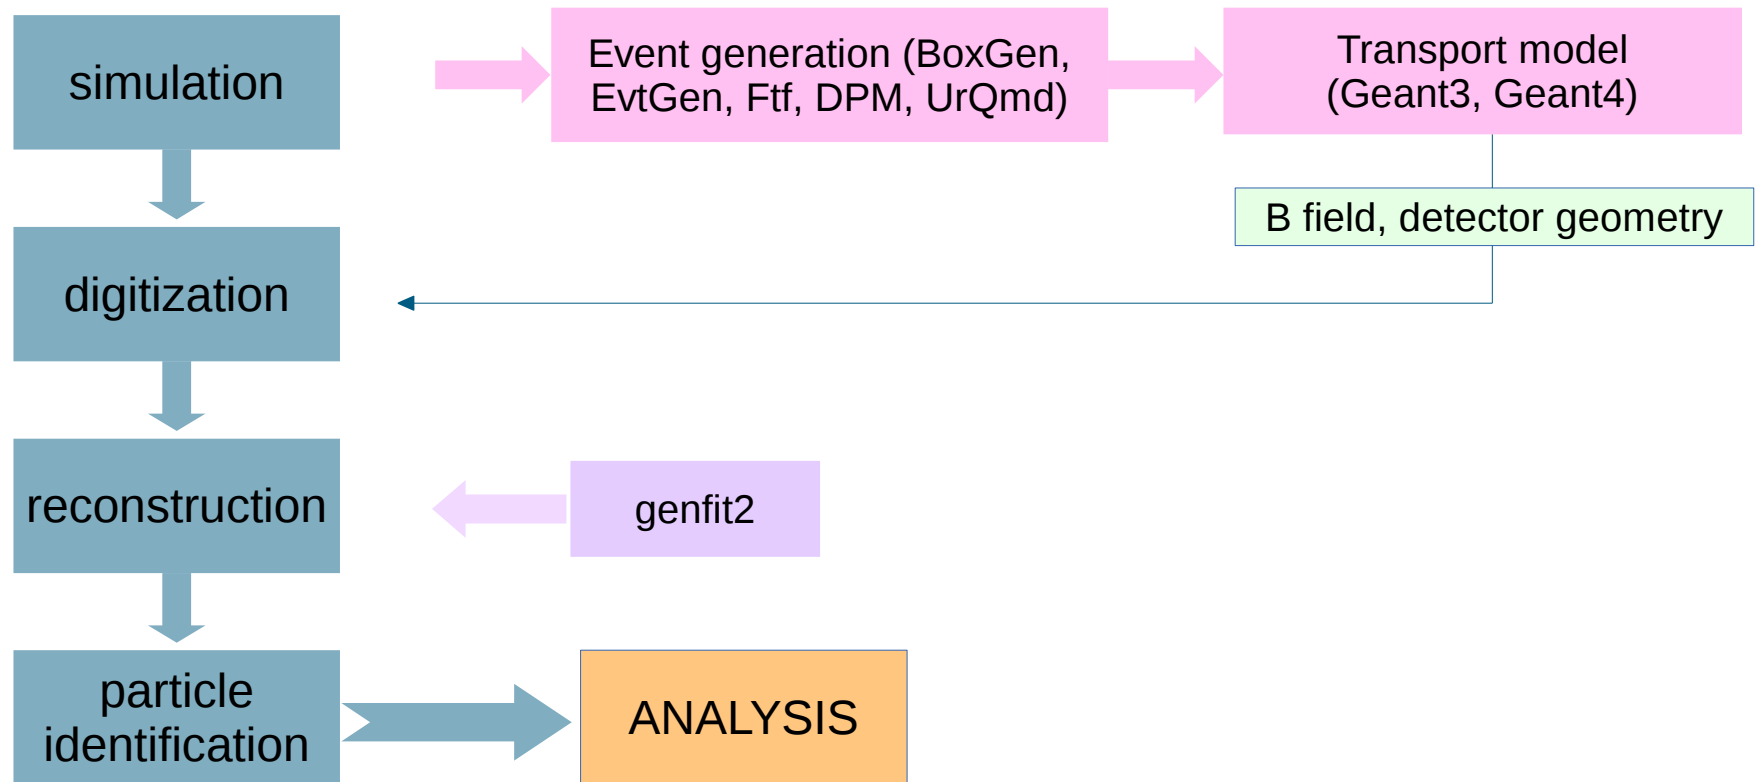 simulation
Event generation (BoxGen,
EvtGen, Ftf, DPM, UrQmd)
Transport model
(Geant3, Geant4)
B field, detector geometry
digitization
reconstruction
genfit2
particle
identification
ANALYSIS